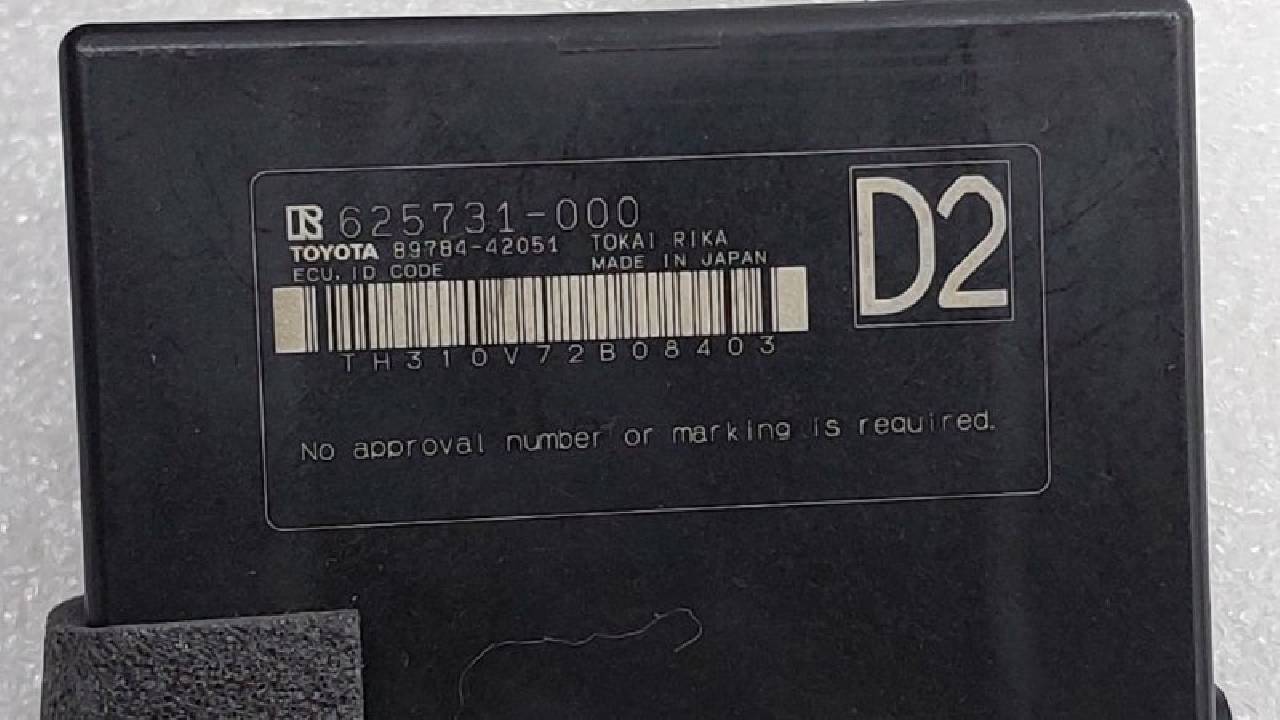 R 625731-000
TOYOTA 89784-42051 TOKAI RIKA
ECU. ID CODE MADE IN JAPAN
TH310V72B08403
D2
No approval number or marking is required.